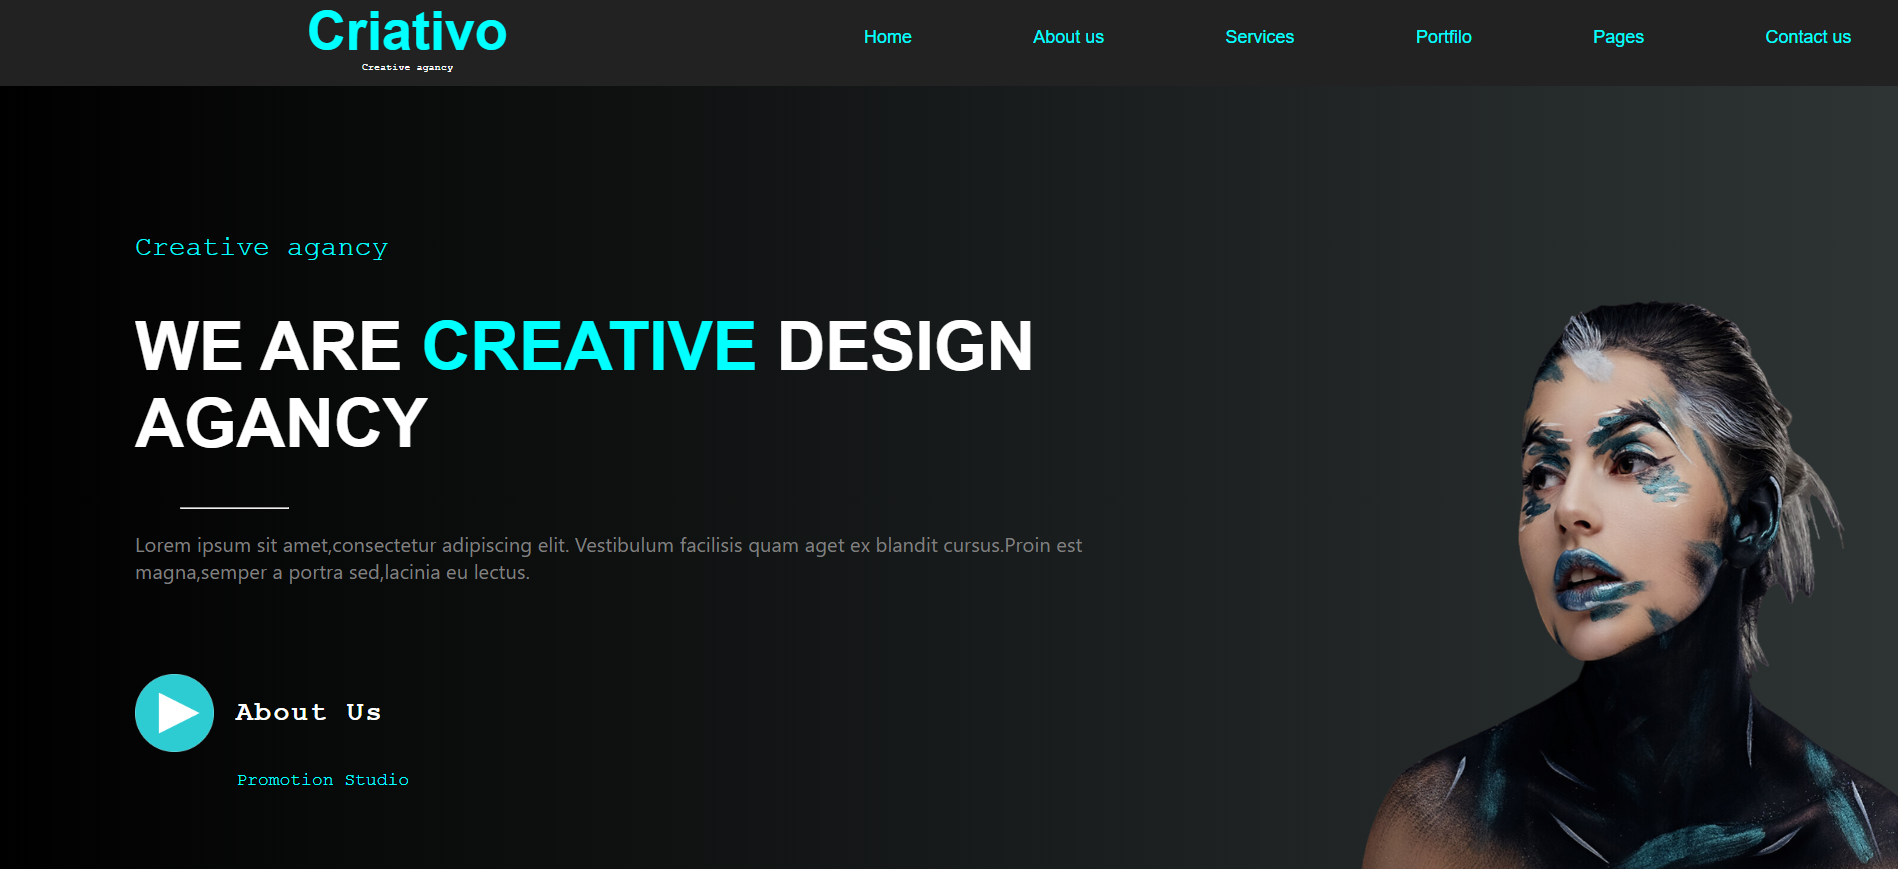 Criativo
Creative agancy
Home About us Services Portfilo Pages Contact us
Creative agancy
WE ARE CREATIVE DESIGN
AGANCY
Lorem ipsum sit amet,consectetur adipiscing elit. Vestibulum facilisis quam aget ex blandit cursus.Proin est
magna,semper a portra sed,lacinia eu lectus.
About Us
Promotion Studio